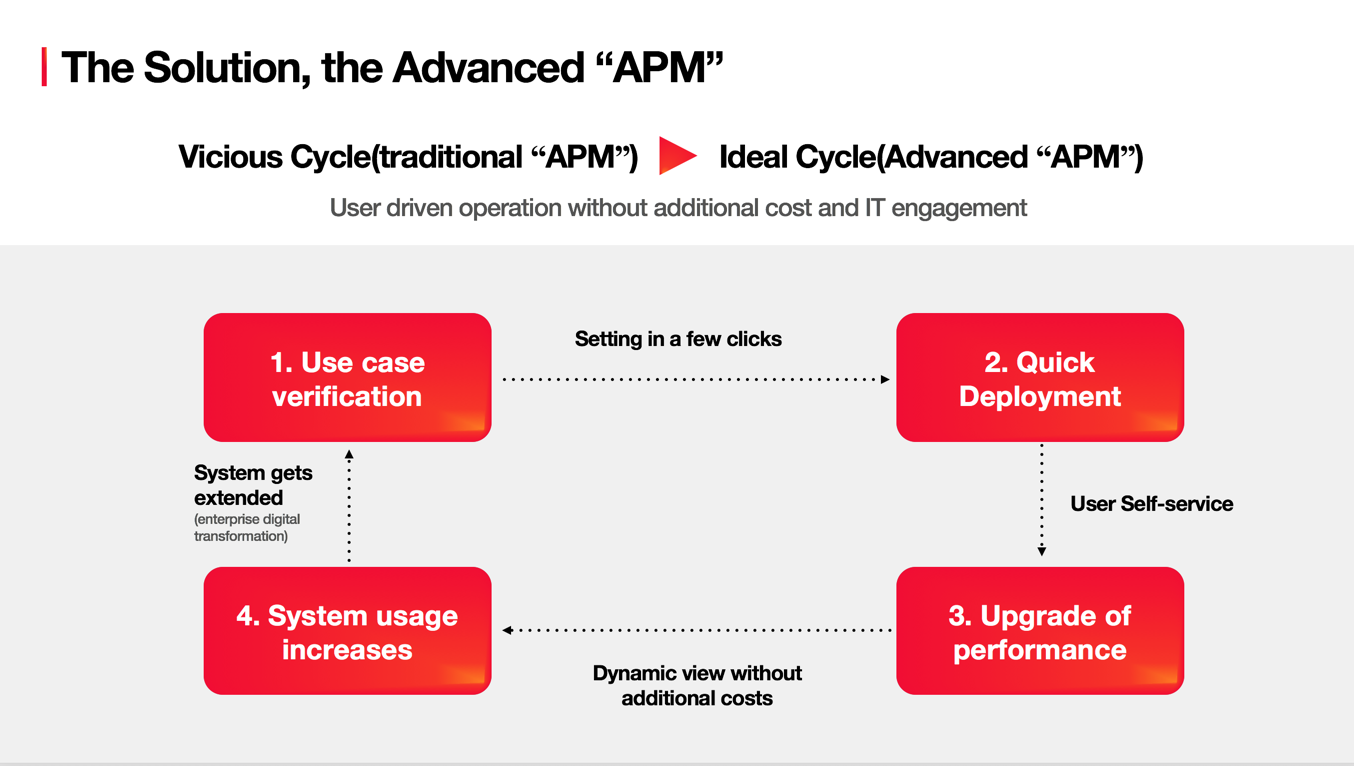 The Solution, the Advanced “APM”
Vicious Cycle(traditional “APM”)
Ideal Cycle(Advanced “APM”)
User driven operation without additional cost and IT engagement
1. Use case
verification
Setting in a few clicks
2. Quick
Deployment
System gets
extended
(enterprise digital
transformation)
User Self-service
4. System usage
increases
3. Upgrade of
performance
Dynamic view without
additional costs